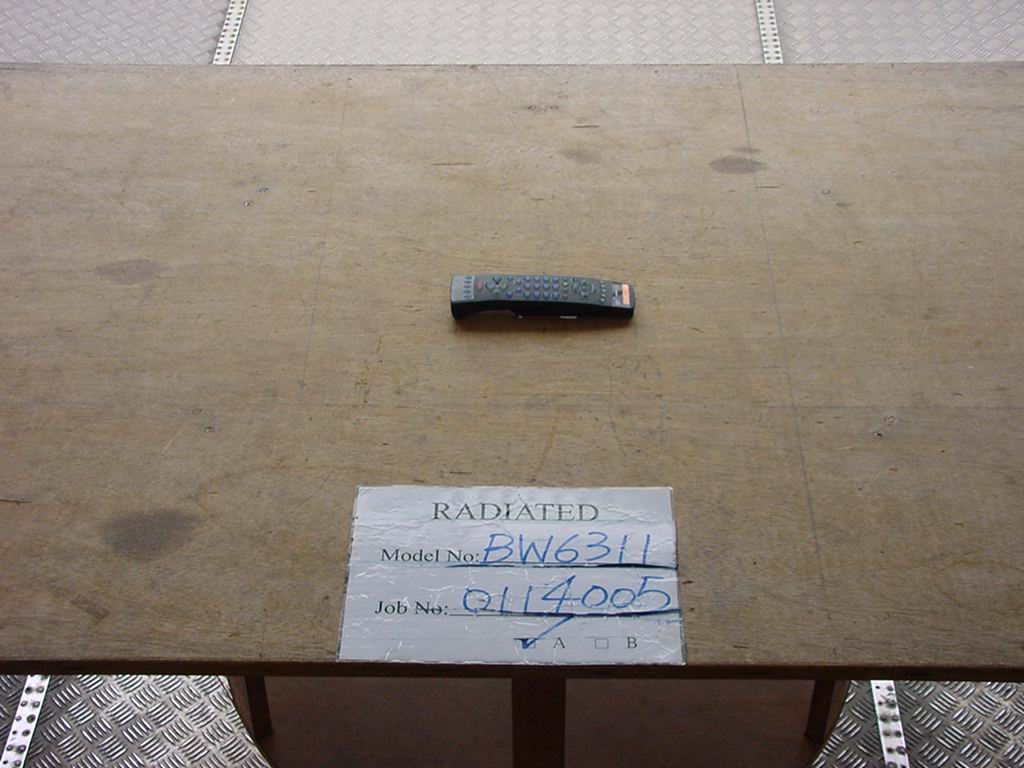 RADIATED
Model No: BW6311
Job No: 0114005
A B